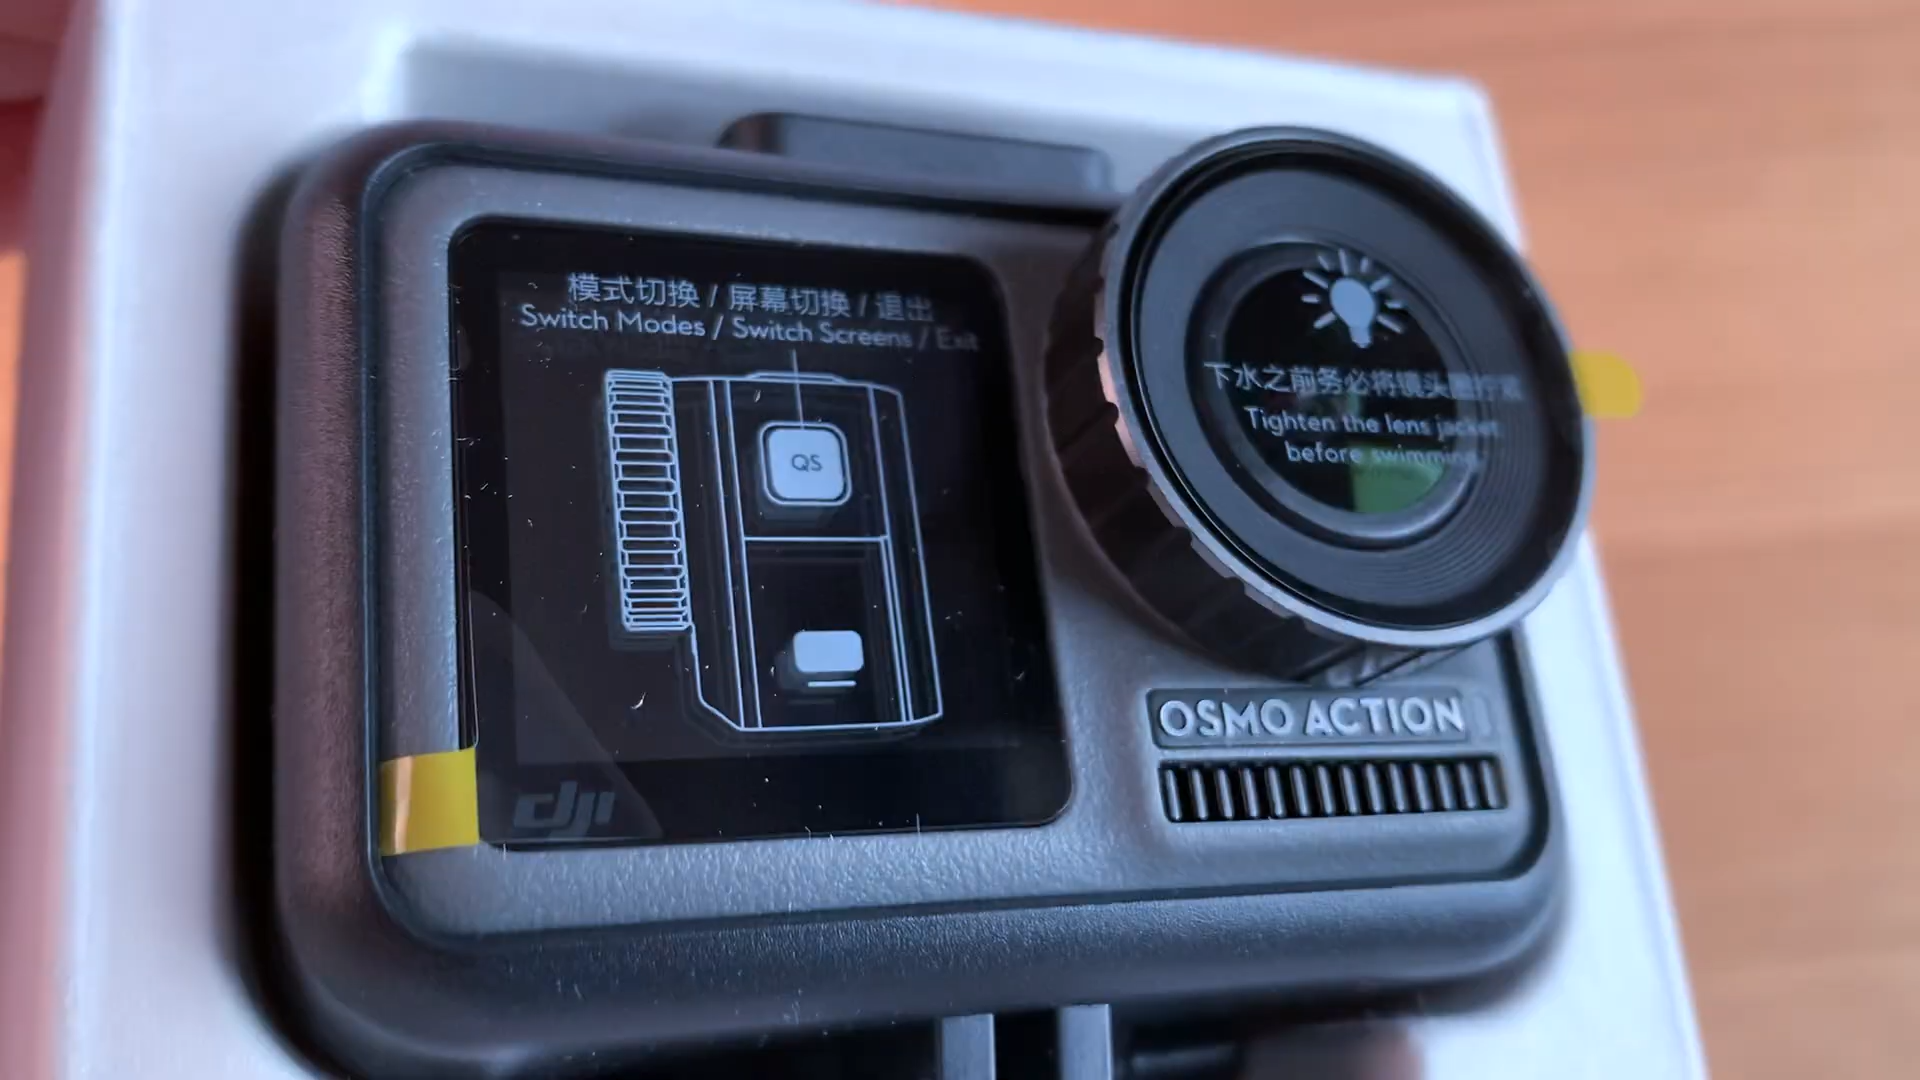 模式切换 / 屏幕切换 / 退出
Switch Modes / Switch Screens / Exit
QS
dji
下水之前务必将镜头圈拧紧
Tighten the lens jacket
before swimming.
OSMO ACTION